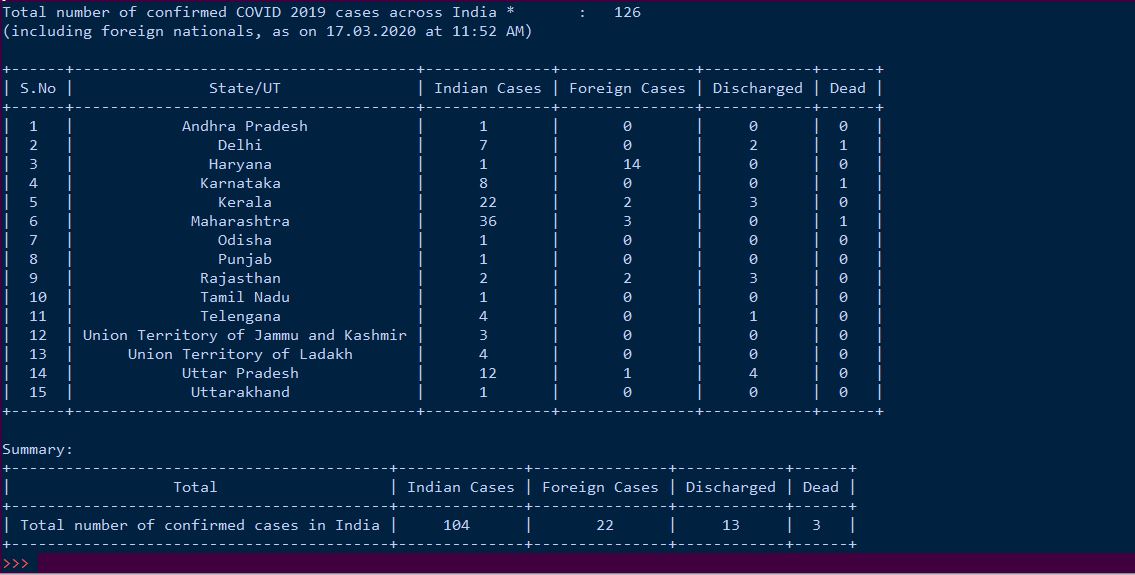 Total number of confirmed COVID 2019 cases across India *       :   126
(including foreign nationals, as on 17.03.2020 at 11:52 AM)
+------+--------------------------------------+--------------+---------------+------------+------+
| S.No |               State/UT               | Indian Cases | Foreign Cases | Discharged | Dead |
+------+--------------------------------------+--------------+---------------+------------+------+
|  1   |            Andhra Pradesh            |      1       |       0       |     0      |  0   |
|  2   |                Delhi                 |      7       |       0       |     2      |  1   |
|  3   |               Haryana                |      1       |       14      |     0      |  0   |
|  4   |              Karnataka               |      8       |       0       |     0      |  1   |
|  5   |                Kerala                |      22      |       2       |     3      |  0   |
|  6   |             Maharashtra              |      36      |       3       |     0      |  1   |
|  7   |                Odisha                |      1       |       0       |     0      |  0   |
|  8   |                Punjab                |      1       |       0       |     0      |  0   |
|  9   |              Rajasthan               |      2       |       2       |     3      |  0   |
|  10  |              Tamil Nadu              |      1       |       0       |     0      |  0   |
|  11  |              Telengana               |      4       |       0       |     1      |  0   |
|  12  | Union Territory of Jammu and Kashmir |      3       |       0       |     0      |  0   |
|  13  |      Union Territory of Ladakh       |      4       |       0       |     0      |  0   |
|  14  |            Uttar Pradesh             |      12      |       1       |     4      |  0   |
|  15  |             Uttarakhand              |      1       |       0       |     0      |  0   |
+------+--------------------------------------+--------------+---------------+------------+------+
Summary:
+------------------------------------------+--------------+---------------+------------+------+
|                  Total                   | Indian Cases | Foreign Cases | Discharged | Dead |
+------------------------------------------+--------------+---------------+------------+------+
| Total number of confirmed cases in India |     104      |       22      |     13     |  3   |
+------------------------------------------+--------------+---------------+------------+------+
>>>